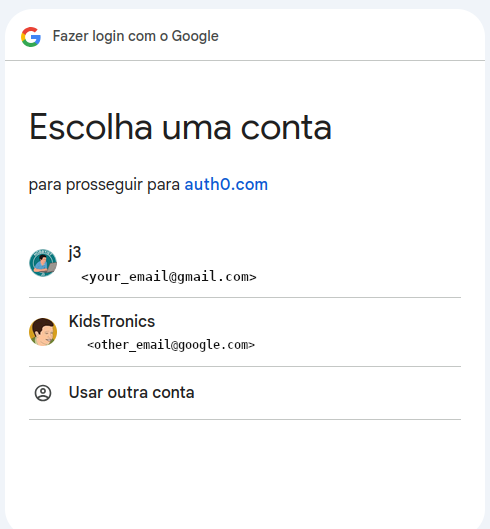 Fazer login com o Google
Escolha uma conta
para prosseguir para auth0.com
j3
<your_email@gmail.com>
KidsTronics
<other_email@google.com>
Usar outra conta